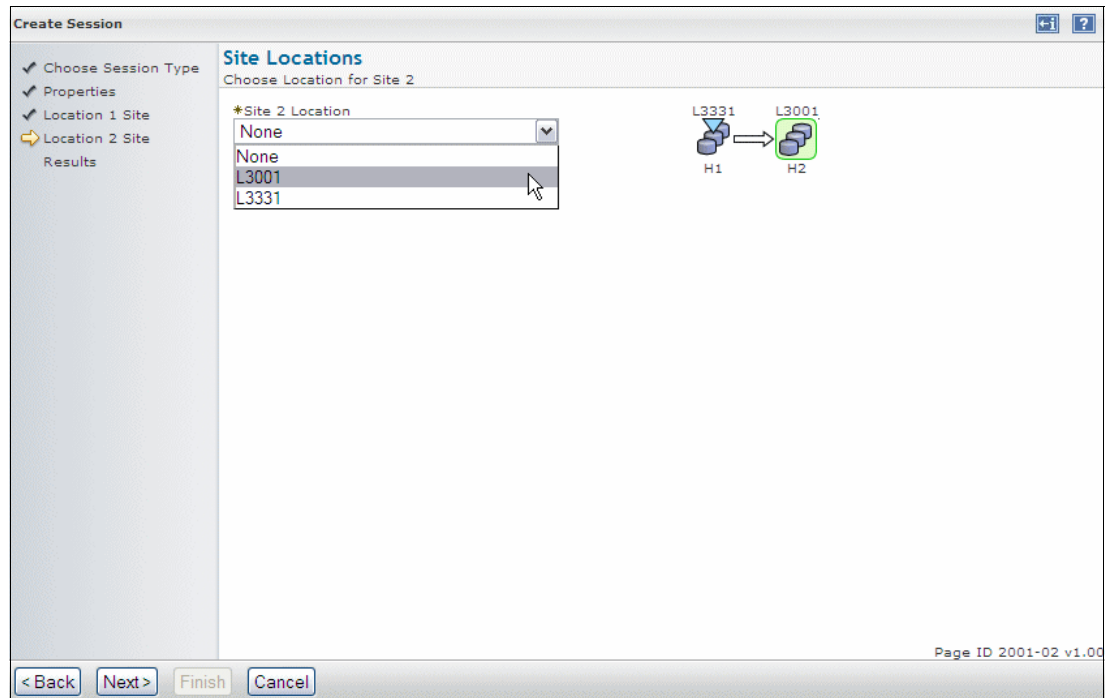 Create Session
?
Choose Session Type
Properties
Location 1 Site
Location 2 Site
Results
Site Locations
Choose Location for Site 2
*Site 2 Location
None
None
L3001
L3331
L3331 L3001
H1 H2
Page ID 2001-02 v1.00
< Back Next > Finish Cancel